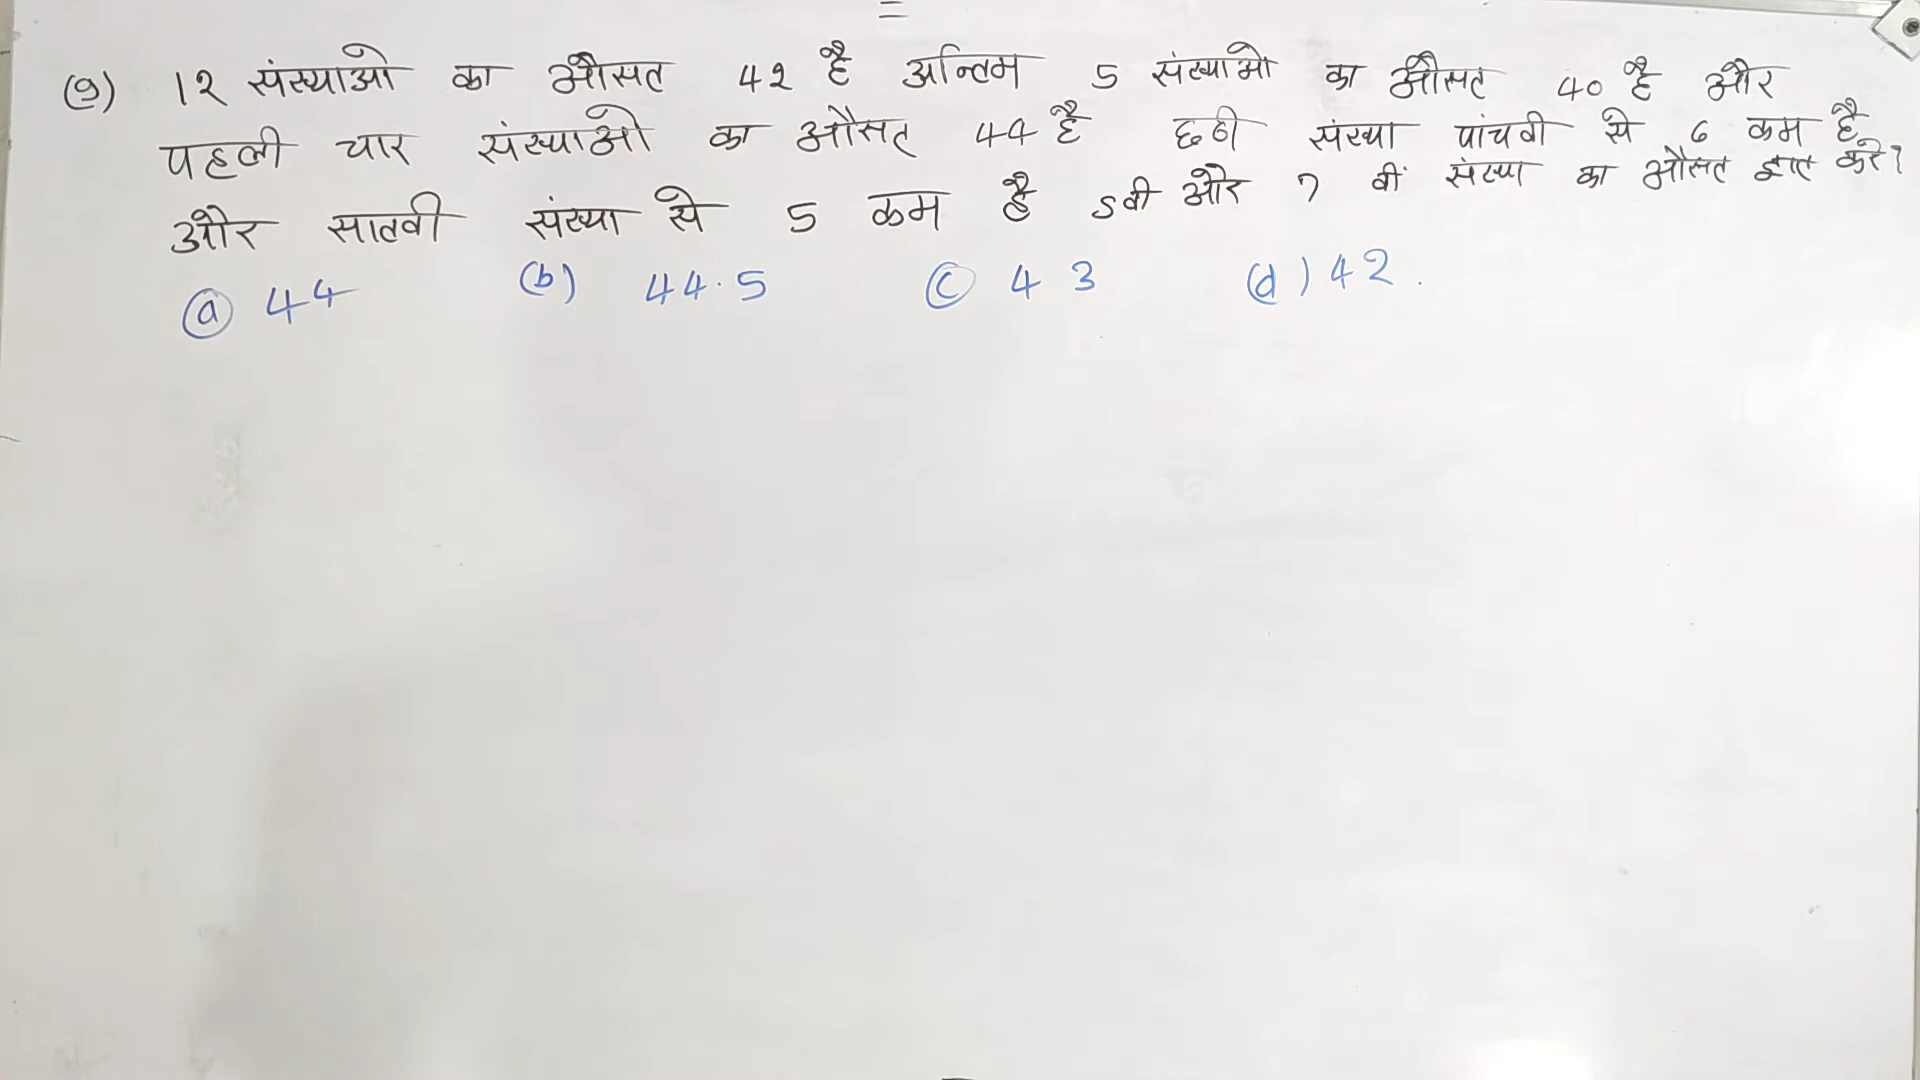 (9) 12 संख्याओ का औसत 42 है अन्तिम 5 संख्याओ का औसत 40 है और
पहली चार संख्याओ का औसत 44 है छठी संख्या पांचवी से 6 कम है
और सातवी संख्या से 5 कम है 5वी और 7 वीं संख्या का औसत ज्ञात करे?
(a) 44 (b) 44.5 (c) 43 (d) 42.